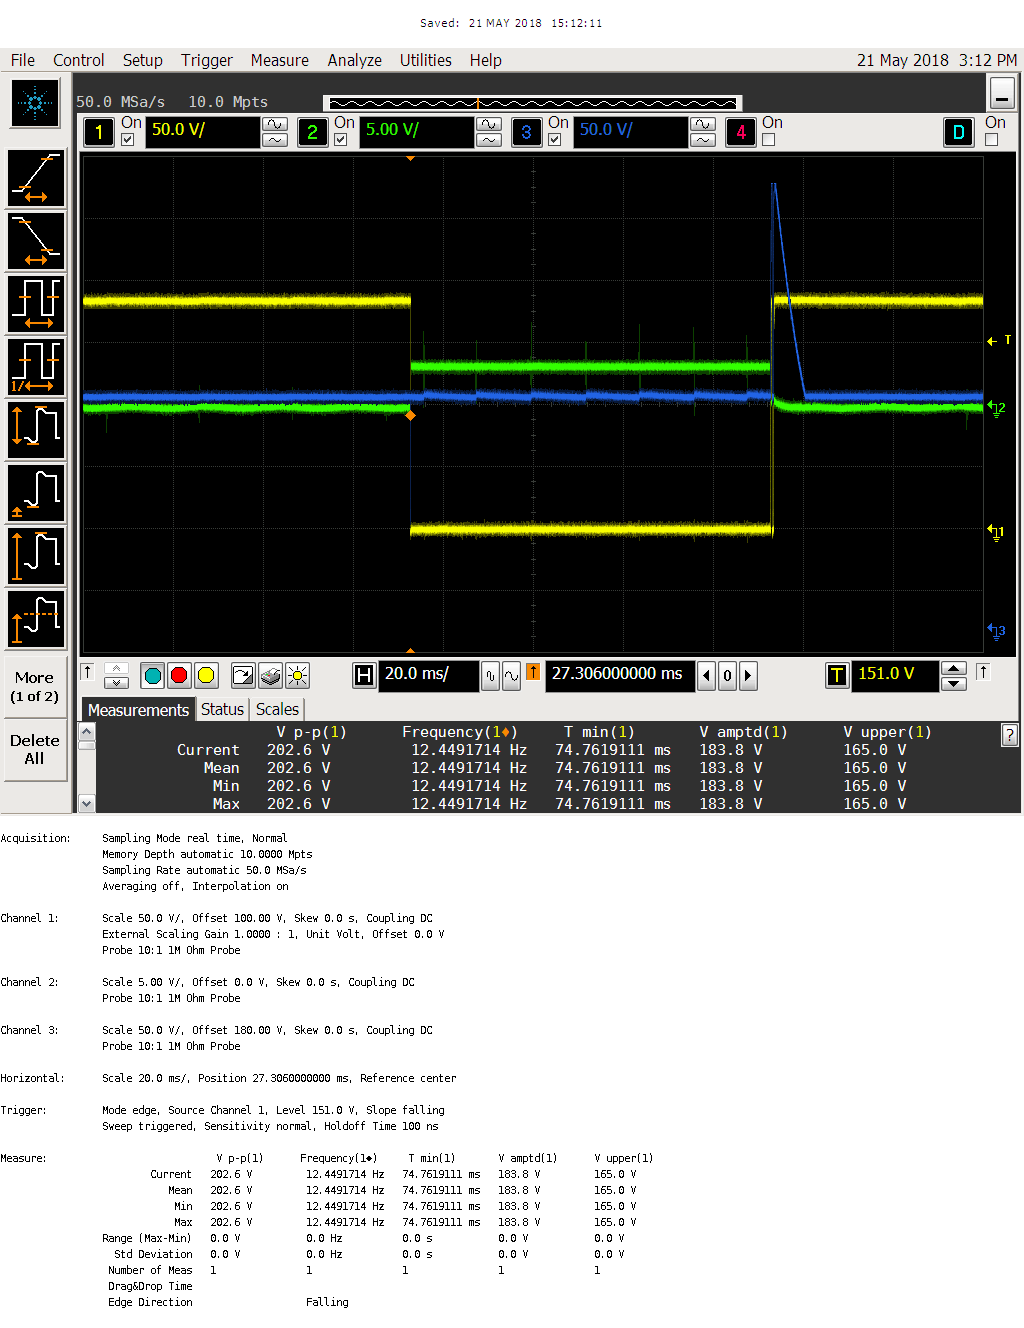 Saved: 21 MAY 2018 15:12:11
File Control Setup Trigger Measure Analyze Utilities Help 21 May 2018 3:12 PM
50.0 MSa/s 10.0 Mpts
1 On 50.0 V/ 2 On 5.00 V/ 3 On 50.0 V/ 4 On D On
T
2
1
3
1/
More
(1 of 2)
Delete
All
H 20.0 ms/ 27.306000000 ms 0 T 151.0 V
Measurements Status Scales
V p-p(1) Frequency(1♦) T min(1) V amptd(1) V upper(1) ?
Current 202.6 V 12.4491714 Hz 74.7619111 ms 183.8 V 165.0 V
Mean 202.6 V 12.4491714 Hz 74.7619111 ms 183.8 V 165.0 V
Min 202.6 V 12.4491714 Hz 74.7619111 ms 183.8 V 165.0 V
Max 202.6 V 12.4491714 Hz 74.7619111 ms 183.8 V 165.0 V
Acquisition: Sampling Mode real time, Normal
Memory Depth automatic 10.0000 Mpts
Sampling Rate automatic 50.0 MSa/s
Averaging off, Interpolation on
Channel 1: Scale 50.0 V/, Offset 100.00 V, Skew 0.0 s, Coupling DC
External Scaling Gain 1.0000 : 1, Unit Volt, Offset 0.0 V
Probe 10:1 1M Ohm Probe
Channel 2: Scale 5.00 V/, Offset 0.0 V, Skew 0.0 s, Coupling DC
Probe 10:1 1M Ohm Probe
Channel 3: Scale 50.0 V/, Offset 180.00 V, Skew 0.0 s, Coupling DC
Probe 10:1 1M Ohm Probe
Horizontal: Scale 20.0 ms/, Position 27.3060000000 ms, Reference center
Trigger: Mode edge, Source Channel 1, Level 151.0 V, Slope falling
Sweep triggered, Sensitivity normal, Holdoff Time 100 ns
Measure: V p-p(1) Frequency(1♦) T min(1) V amptd(1) V upper(1)
Current 202.6 V 12.4491714 Hz 74.7619111 ms 183.8 V 165.0 V
Mean 202.6 V 12.4491714 Hz 74.7619111 ms 183.8 V 165.0 V
Min 202.6 V 12.4491714 Hz 74.7619111 ms 183.8 V 165.0 V
Max 202.6 V 12.4491714 Hz 74.7619111 ms 183.8 V 165.0 V
Range (Max-Min) 0.0 V 0.0 Hz 0.0 s 0.0 V 0.0 V
Std Deviation 0.0 V 0.0 Hz 0.0 s 0.0 V 0.0 V
Number of Meas 1 1 1 1 1
Drag&Drop Time
Edge Direction Falling